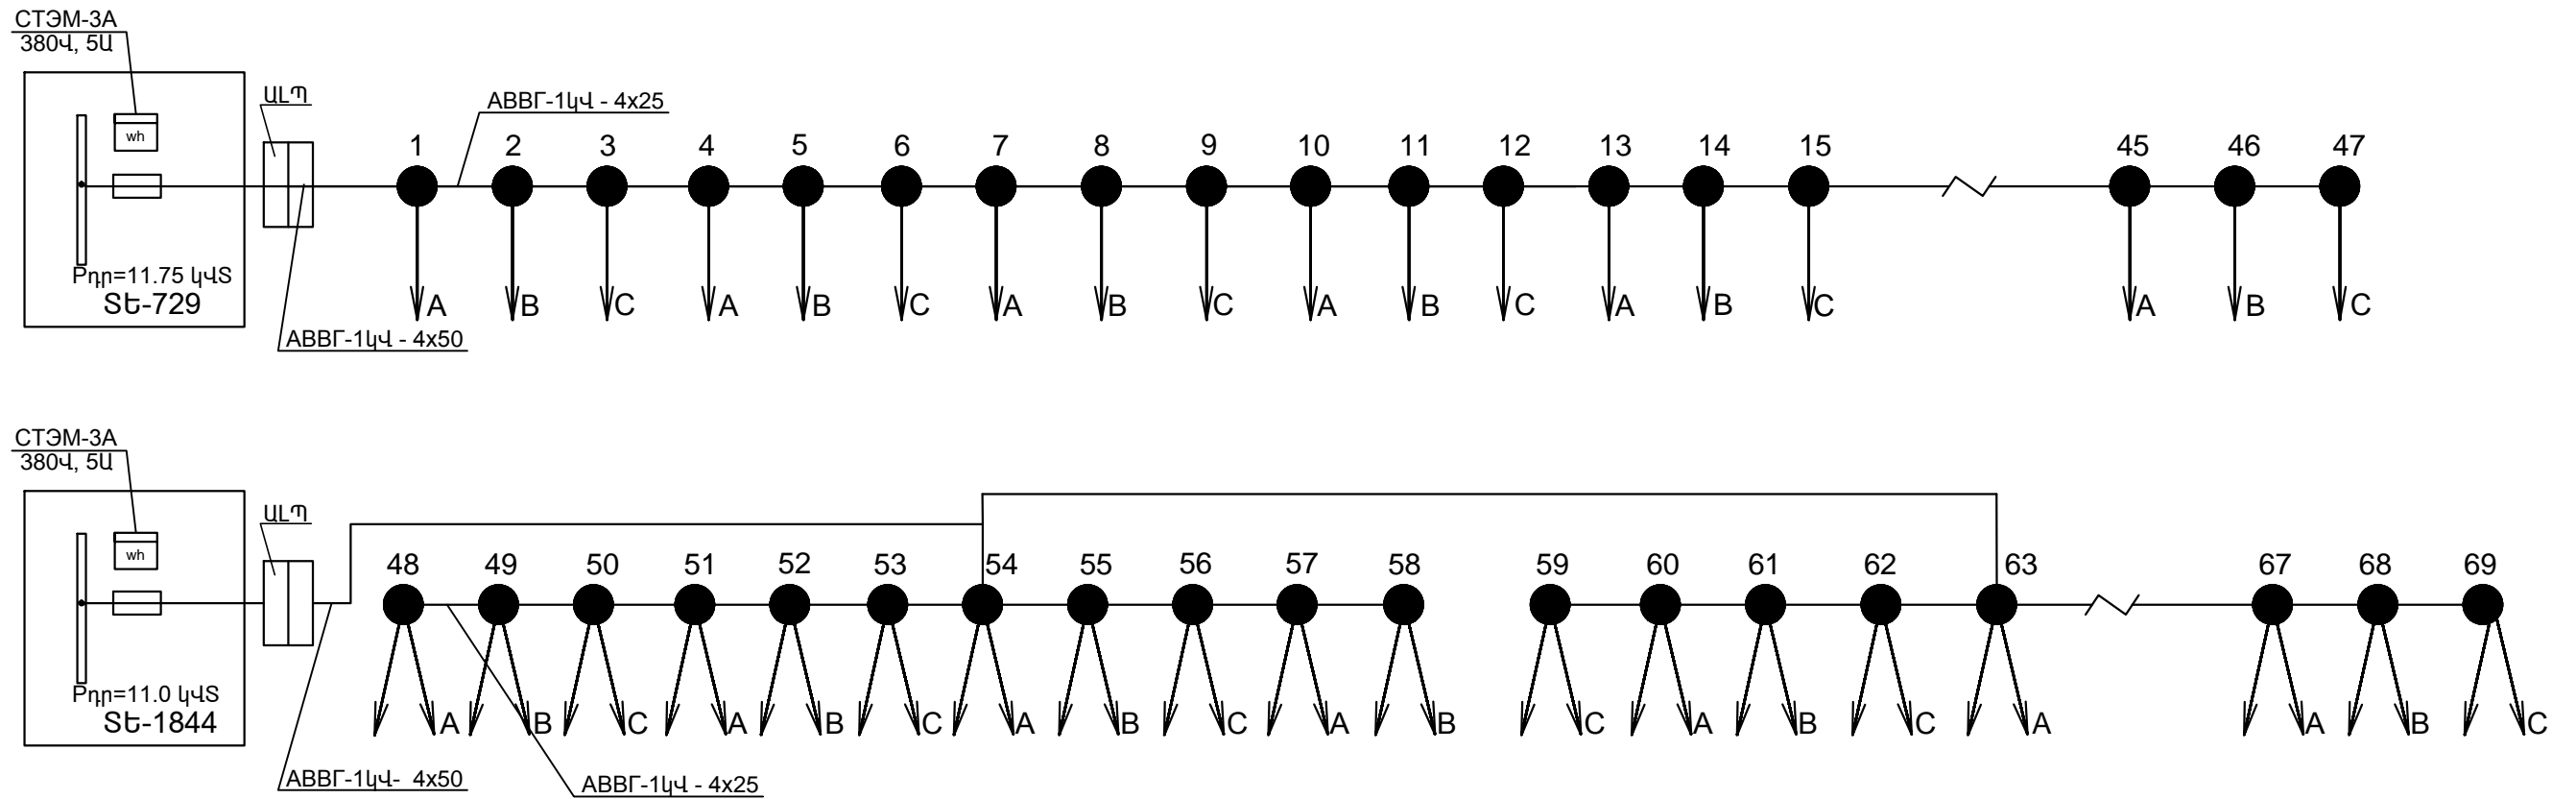 СТЭМ-3А
380Վ, 5Ա
ԱԼՊ
АВВГ-1կՎ - 4x25
1 2 3 4 5 6 7 8 9 10 11 12 13 14 15 45 46 47
wh
Pդր=11.75 կՎՏ
ՏԵ-729
A B C A B C A B C A B C A B C A B C
АВВГ-1կՎ - 4x50
СТЭМ-3А
380Վ, 5Ա
ԱԼՊ
48 49 50 51 52 53 54 55 56 57 58 59 60 61 62 63 67 68 69
wh
Pդր=11.0 կՎՏ
ՏԵ-1844
A B C A B C A B C A B C A B C A A B C
АВВГ-1կՎ- 4x50
АВВГ-1կՎ - 4x25